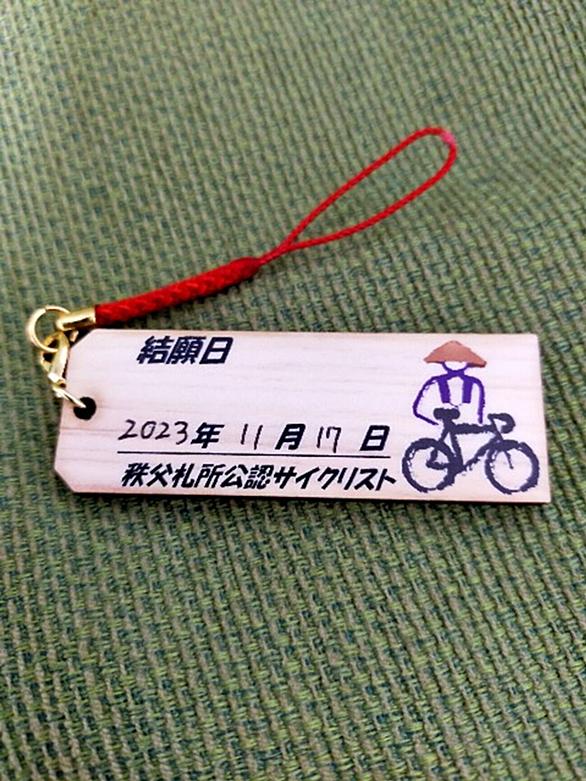 結願日
2023年 11月 17日
秩父札所公認サイクリスト